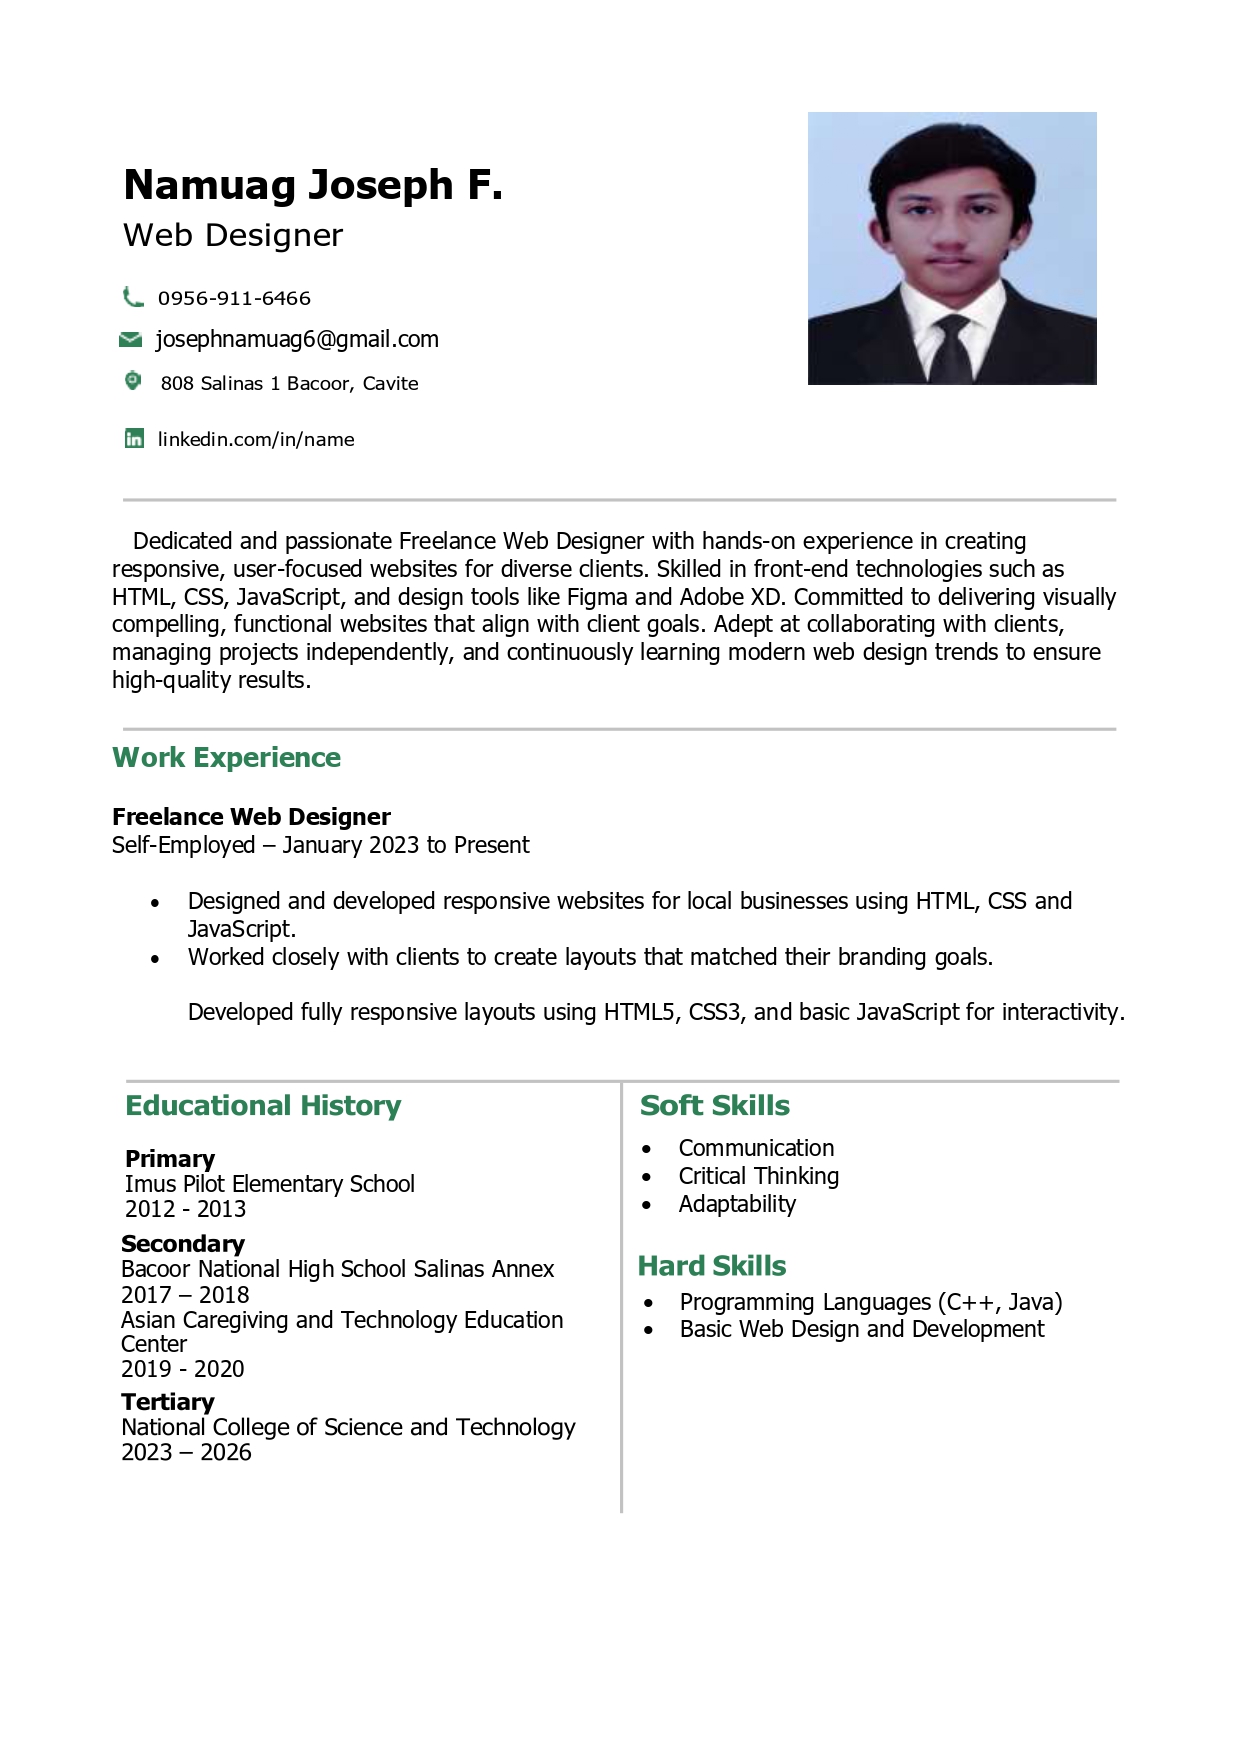 Namuag Joseph F.
Web Designer
0956-911-6466
josephnamuag6@gmail.com
808 Salinas 1 Bacoor, Cavite
linkedin.com/in/name
Dedicated and passionate Freelance Web Designer with hands-on experience in creating
responsive, user-focused websites for diverse clients. Skilled in front-end technologies such as
HTML, CSS, JavaScript, and design tools like Figma and Adobe XD. Committed to delivering visually
compelling, functional websites that align with client goals. Adept at collaborating with clients,
managing projects independently, and continuously learning modern web design trends to ensure
high-quality results.
Work Experience
Freelance Web Designer
Self-Employed – January 2023 to Present
• Designed and developed responsive websites for local businesses using HTML, CSS and
JavaScript.
• Worked closely with clients to create layouts that matched their branding goals.
Developed fully responsive layouts using HTML5, CSS3, and basic JavaScript for interactivity.
Educational History
Primary
Imus Pilot Elementary School
2012 - 2013
Secondary
Bacoor National High School Salinas Annex
2017 – 2018
Asian Caregiving and Technology Education
Center
2019 - 2020
Tertiary
National College of Science and Technology
2023 – 2026
Soft Skills
• Communication
• Critical Thinking
• Adaptability
Hard Skills
• Programming Languages (C++, Java)
• Basic Web Design and Development